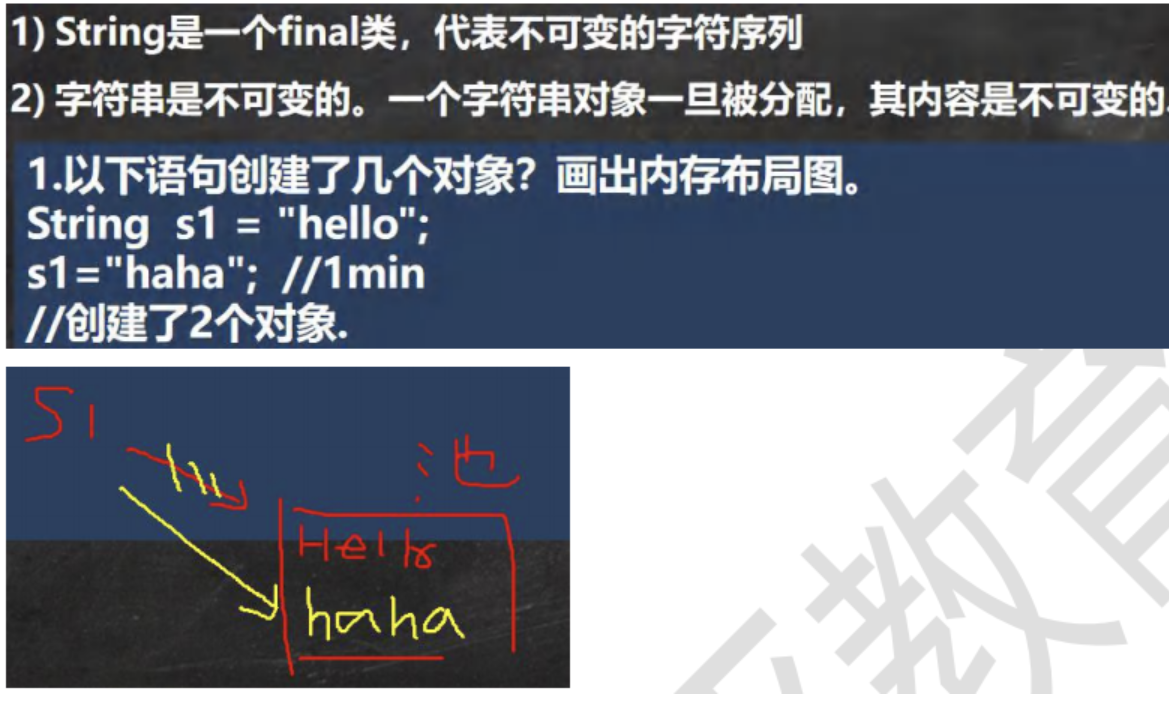 1) String是一个final类，代表不可变的字符序列
2) 字符串是不可变的。一个字符串对象一旦被分配，其内容是不可变的.
1.以下语句创建了几个对象？画出内存布局图。
String s1 = "hello";
s1="haha"; //1min
//创建了2个对象.
S1
池
Hello
haha
教育